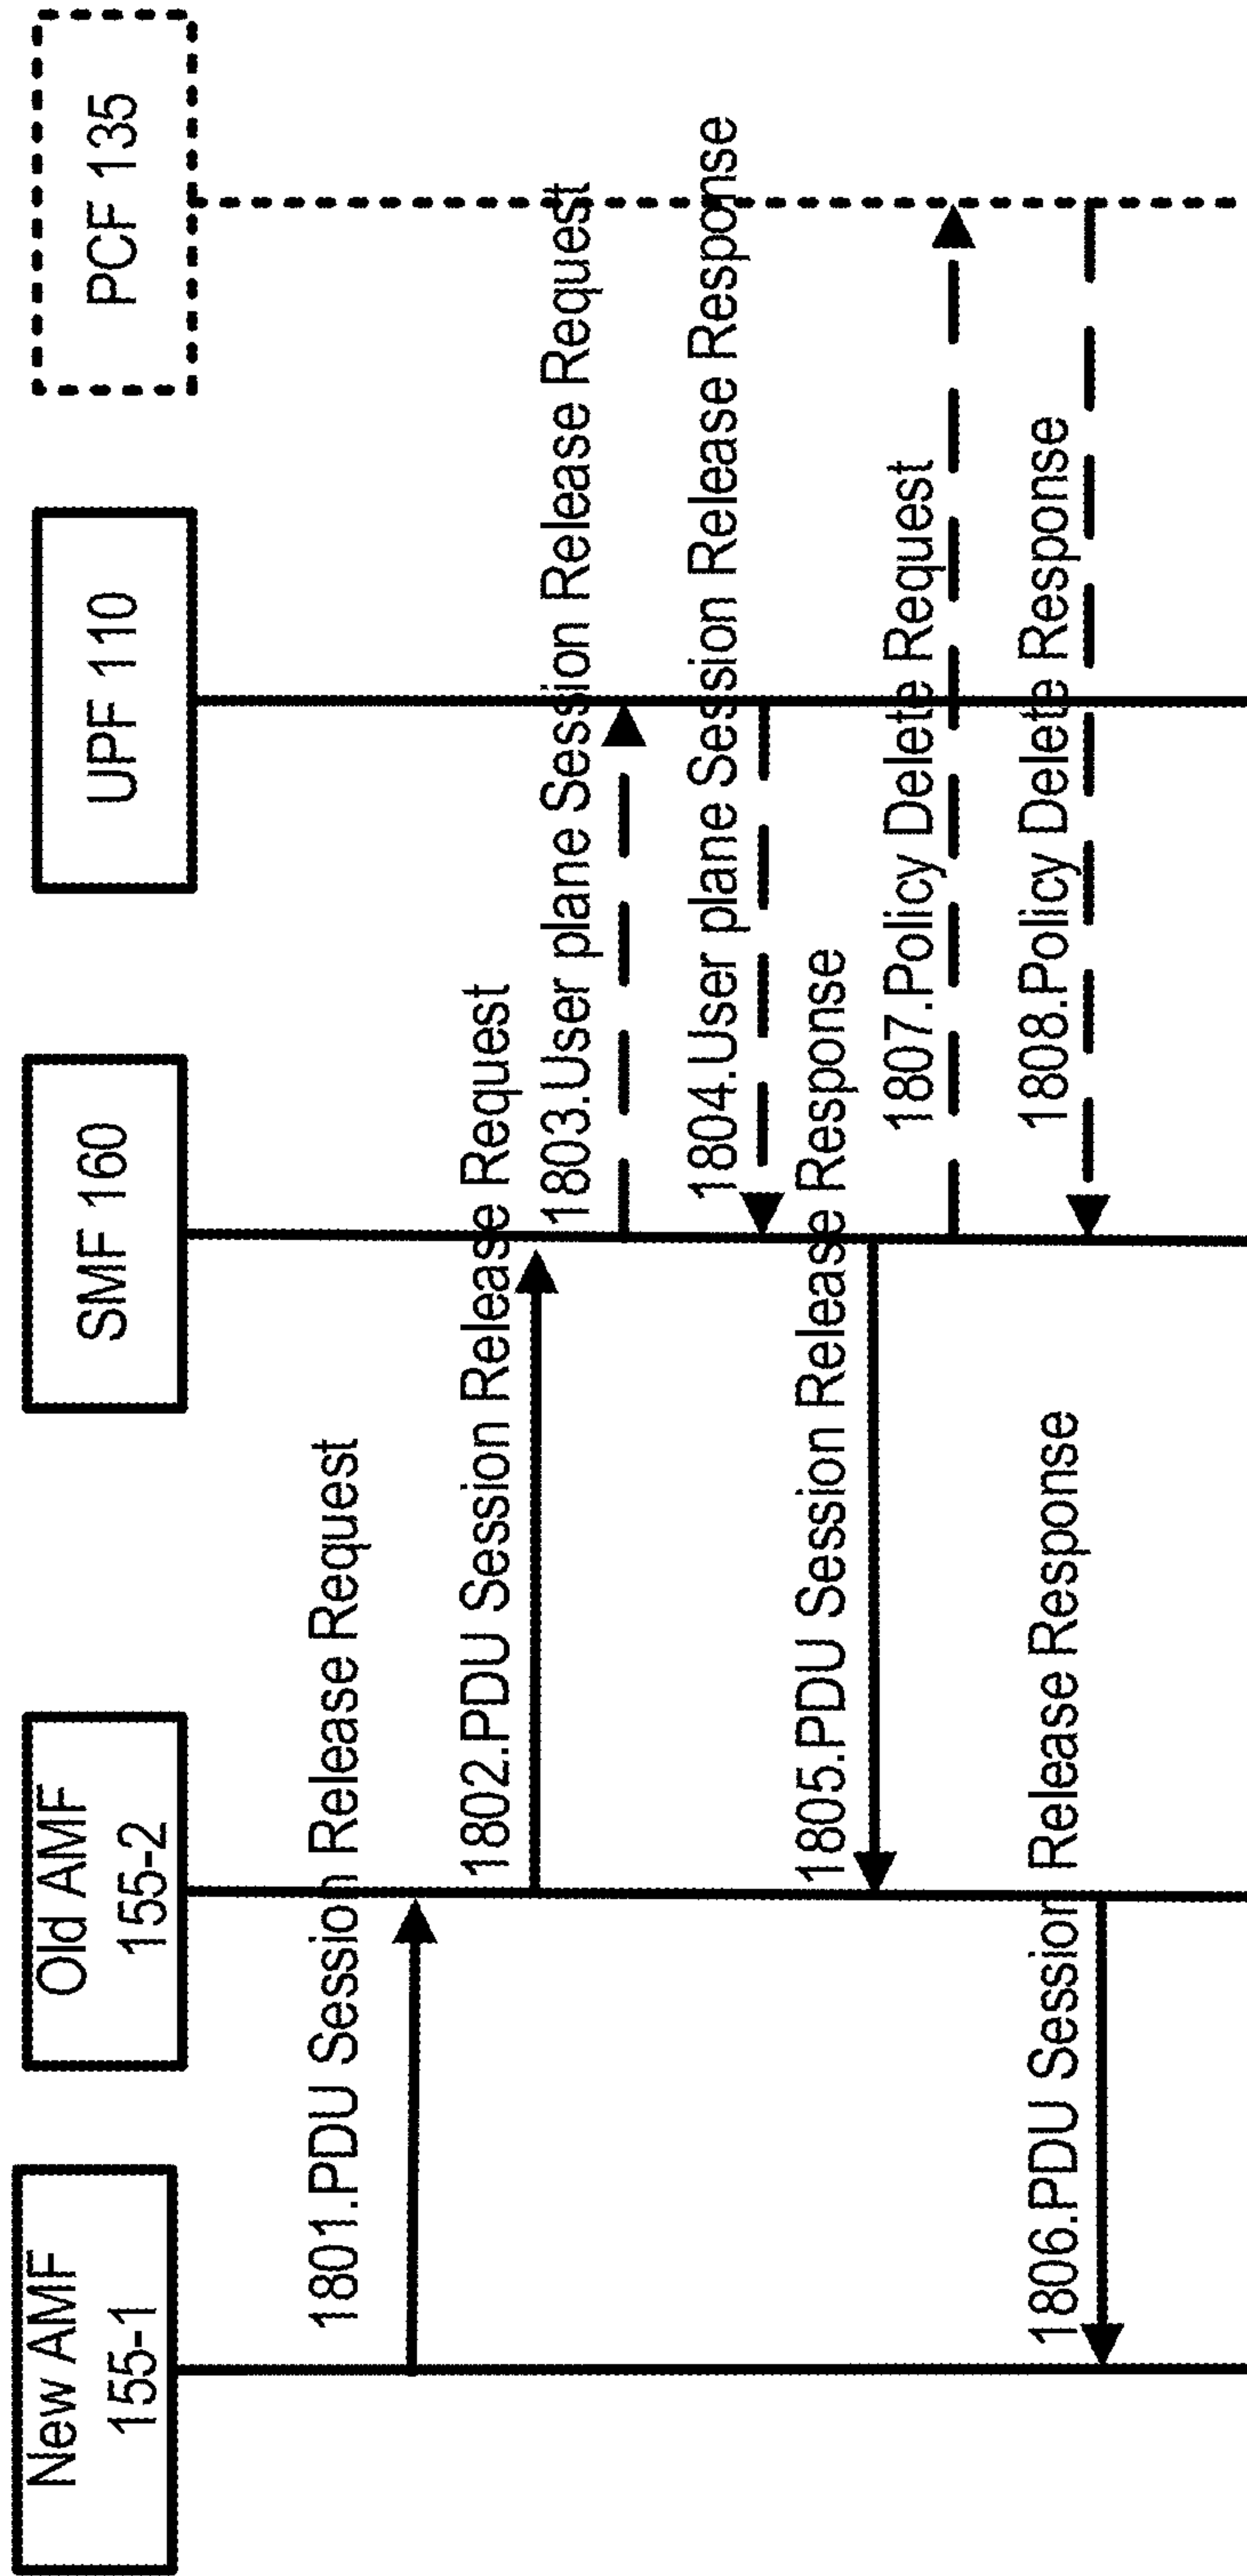 New AMF
155-1
Old AMF
155-2
SMF 160
UPF 110
PCF 135
1801.PDU Session Release Request
1802.PDU Session Release Request
1803.User plane Session Release Request
1804.User plane Session Release Response
1805.PDU Session Release Response
1807.Policy Delete Request
1808.Policy Delete Response
1806.PDU Session Release Response